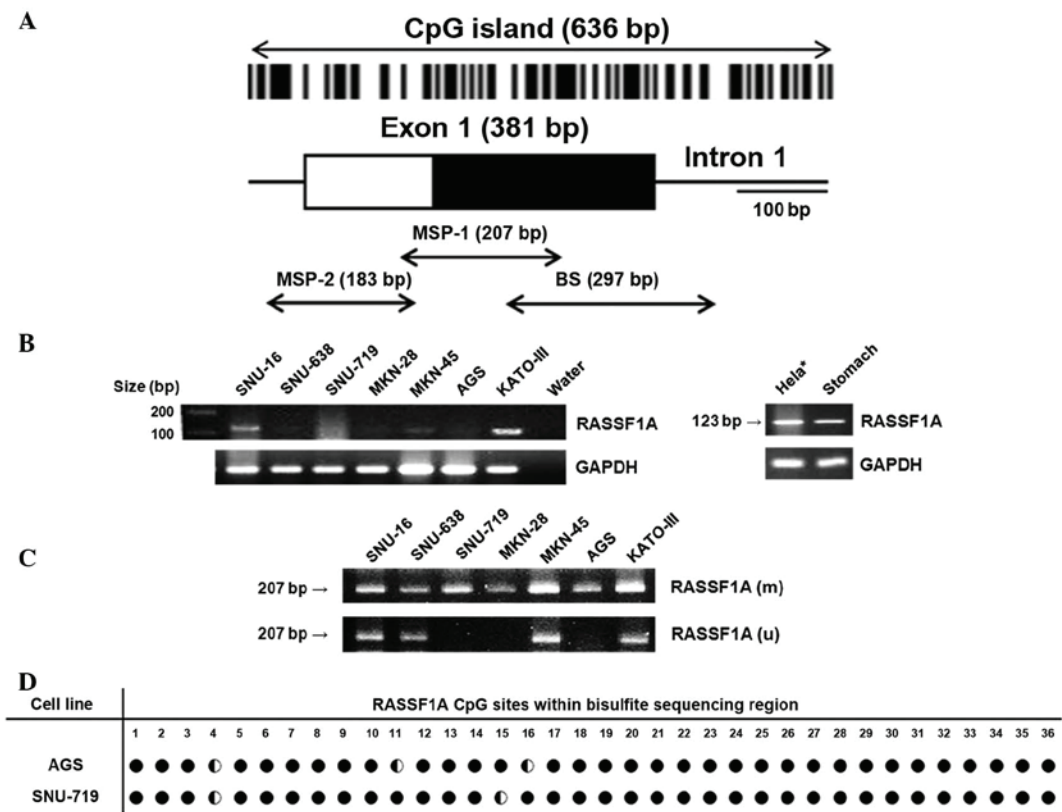 A
CpG island (636 bp)
Exon 1 (381 bp)
Intron 1
100 bp
MSP-1 (207 bp)
MSP-2 (183 bp)
BS (297 bp)
B
Size (bp)
SNU-16
SNU-638
SNU-719
MKN-28
MKN-45
AGS
KATO-III
Water
200
100
RASSF1A
GAPDH
Hela*
Stomach
123 bp →
RASSF1A
GAPDH
C
SNU-16
SNU-638
SNU-719
MKN-28
MKN-45
AGS
KATO-III
207 bp →
RASSF1A (m)
207 bp →
RASSF1A (u)
D
Cell line
RASSF1A CpG sites within bisulfite sequencing region
1 2 3 4 5 6 7 8 9 10 11 12 13 14 15 16 17 18 19 20 21 22 23 24 25 26 27 28 29 30 31 32 33 34 35 36
AGS
SNU-719